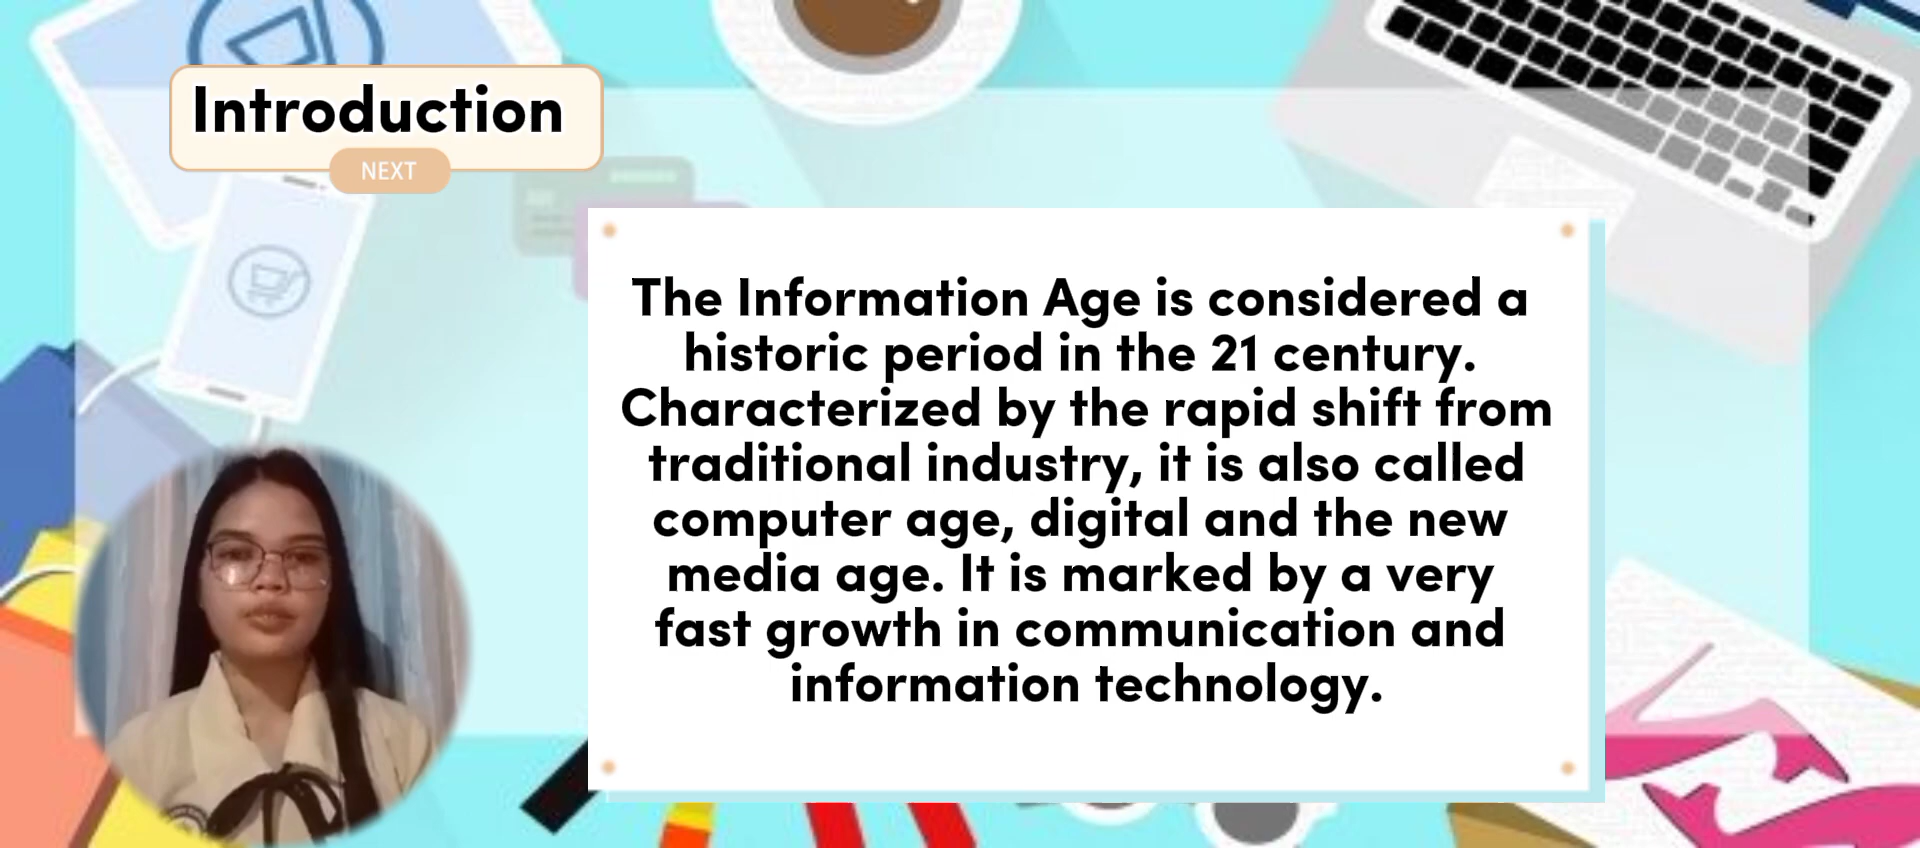 Introduction
NEXT
The Information Age is considered a
historic period in the 21 century.
Characterized by the rapid shift from
traditional industry, it is also called
computer age, digital and the new
media age. It is marked by a very
fast growth in communication and
information technology.